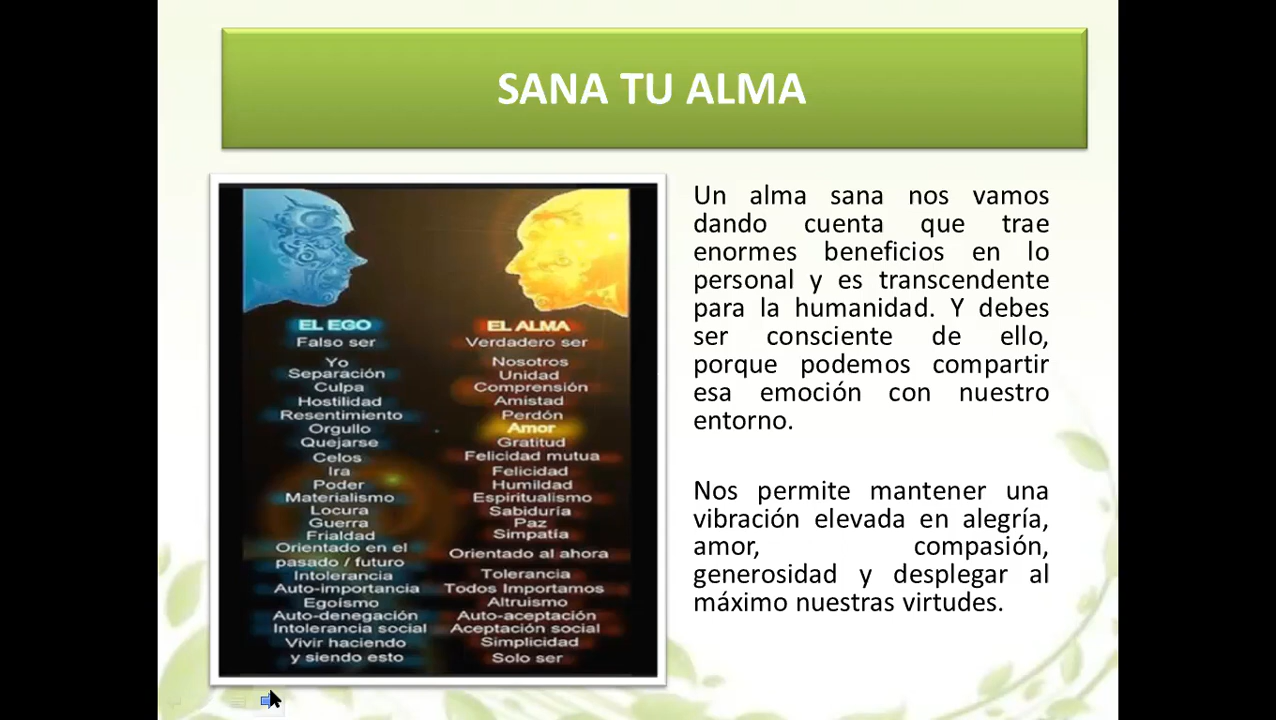 SANA TU ALMA
EL EGO
Falso ser
Yo
Separación
Culpa
Hostilidad
Resentimiento
Orgullo
Quejarse
Celos
Ira
Poder
Materialismo
Locura
Guerra
Frialdad
Orientado en el
pasado / futuro
Intolerancia
Auto-importancia
Egoísmo
Auto-denegación
Intolerancia social
Vivir haciendo
y siendo esto
EL ALMA
Verdadero ser
Nosotros
Unidad
Comprensión
Amistad
Perdón
Amor
Gratitud
Felicidad mutua
Felicidad
Humildad
Espiritualismo
Sabiduría
Paz
Simpatía
Orientado al ahora
Tolerancia
Todos Importamos
Altruismo
Auto-aceptación
Aceptación social
Simplicidad
Solo ser
Un alma sana nos vamos
dando cuenta que trae
enormes beneficios en lo
personal y es transcendente
para la humanidad. Y debes
ser consciente de ello,
porque podemos compartir
esa emoción con nuestro
entorno.
Nos permite mantener una
vibración elevada en alegría,
amor, compasión,
generosidad y desplegar al
máximo nuestras virtudes.